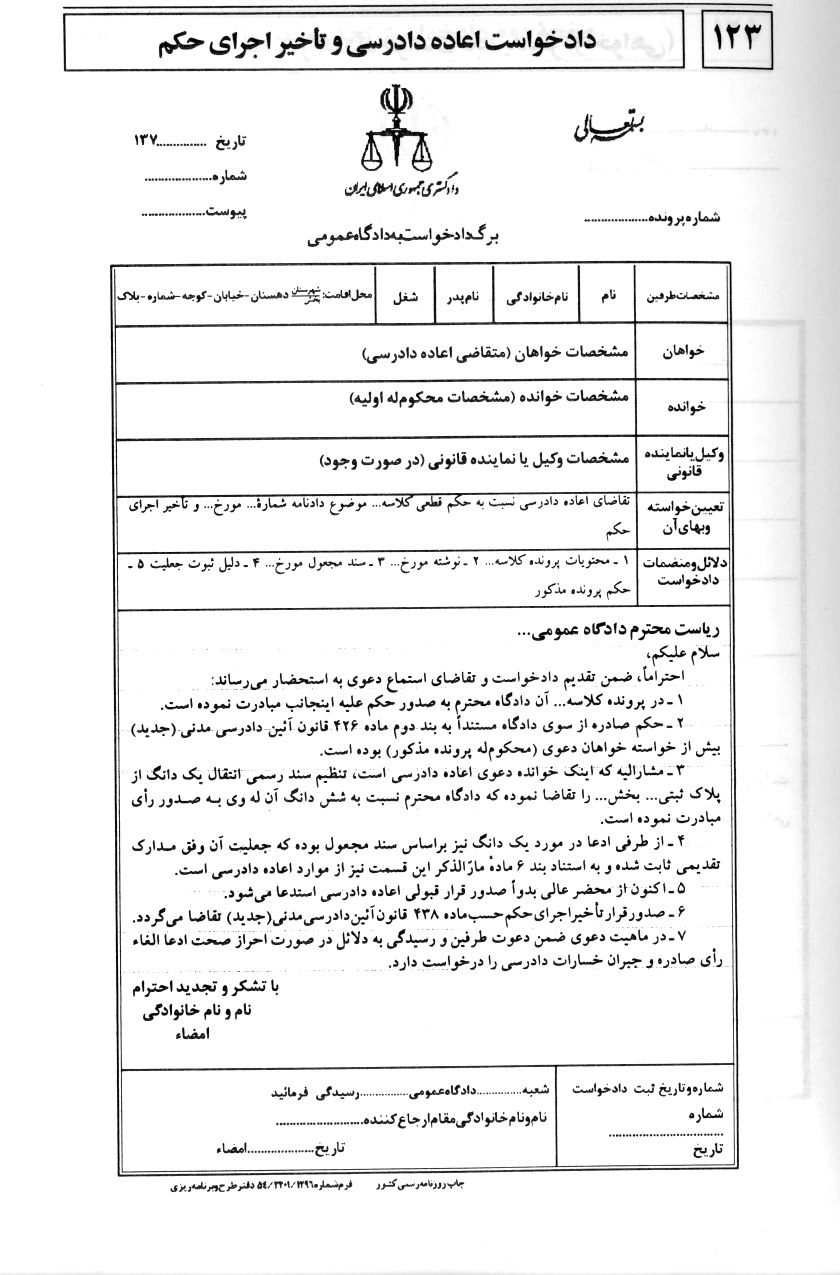 ۱۲۳
دادخواست اعاده دادرسی و تأخیر اجرای حکم
بسمه تعالی
تاریخ ...............۱۳۷
شماره....................
پیوست...................
دادگستری جمهوری اسلامی ایران
شماره پرونده...................
برگ دادخواست به دادگاه عمومی
مشخصات طرفین نام نام خانوادگی نام پدر شغل محل اقامت: شهرستان بخش دهستان-خیابان-کوچه-شماره-پلاک
خواهان مشخصات خواهان (متقاضی اعاده دادرسی)
خوانده مشخصات خوانده (مشخصات محکوم‌له اولیه)
وکیل یا نماینده قانونی مشخصات وکیل یا نماینده قانونی (در صورت وجود)
تعیین خواسته وبهای آن تقاضای اعاده دادرسی نسبت به حکم قطعی کلاسه... موضوع دادنامه شمارهٔ... مورخ... و تأخیر اجرای
حکم
دلائل ومنضمات دادخواست ۱ ـ محتویات پرونده کلاسه... ۲ ـ نوشته مورخ... ۳ ـ سند مجعول مورخ... ۴ ـ دلیل ثبوت جعلیت ۵ ـ
حکم پرونده مذکور
ریاست محترم دادگاه عمومی...
سلام علیکم،
احتراماً، ضمن تقدیم دادخواست و تقاضای استماع دعوی به استحضار می‌رساند:
۱ ـ در پرونده کلاسه... آن دادگاه محترم به صدور حکم علیه اینجانب مبادرت نموده است.
۲ ـ حکم صادره از سوی دادگاه مستنداً به بند دوم ماده ۴۲۶ قانون آئین دادرسی مدنی (جدید)
بیش از خواسته خواهان دعوی (محکوم‌له پرونده مذکور) بوده است.
۳ ـ مشارالیه که اینک خوانده دعوی اعاده دادرسی است، تنظیم سند رسمی انتقال یک دانگ از
پلاک ثبتی... بخش... را تقاضا نموده که دادگاه محترم نسبت به شش دانگ آن له وی به صدور رأی
مبادرت نموده است.
۴ ـ از طرفی ادعا در مورد یک دانگ نیز براساس سند مجعول بوده که جعلیت آن وفق مدارک
تقدیمی ثابت شده و به استناد بند ۶ مادهٔ مارّالذکر این قسمت نیز از موارد اعاده دادرسی است.
۵ ـ اکنون از محضر عالی بدواً صدور قرار قبولی اعاده دادرسی استدعا می‌شود.
۶ ـ صدور قرار تأخیر اجرای حکم حسب ماده ۴۳۸ قانون آئین دادرسی مدنی (جدید) تقاضا می‌گردد.
۷ ـ در ماهیت دعوی ضمن دعوت طرفین و رسیدگی به دلائل در صورت احراز صحت ادعا الغاء
رأی صادره و جبران خسارات دادرسی را درخواست دارد.
با تشکر و تجدید احترام
نام و نام خانوادگی
امضاء
شماره وتاریخ ثبت دادخواست
شماره
................................
تاریخ
شعبه..............دادگاه عمومی...............رسیدگی فرمائید
نام ونام خانوادگی مقام ارجاع کننده.........................
تاریخ....................امضاء
چاپ روزنامه رسمی کشور فرم شماره ۵۴/۳۲۰۱/۱۲۹۶ دفتر طرح وبرنامه ریزی